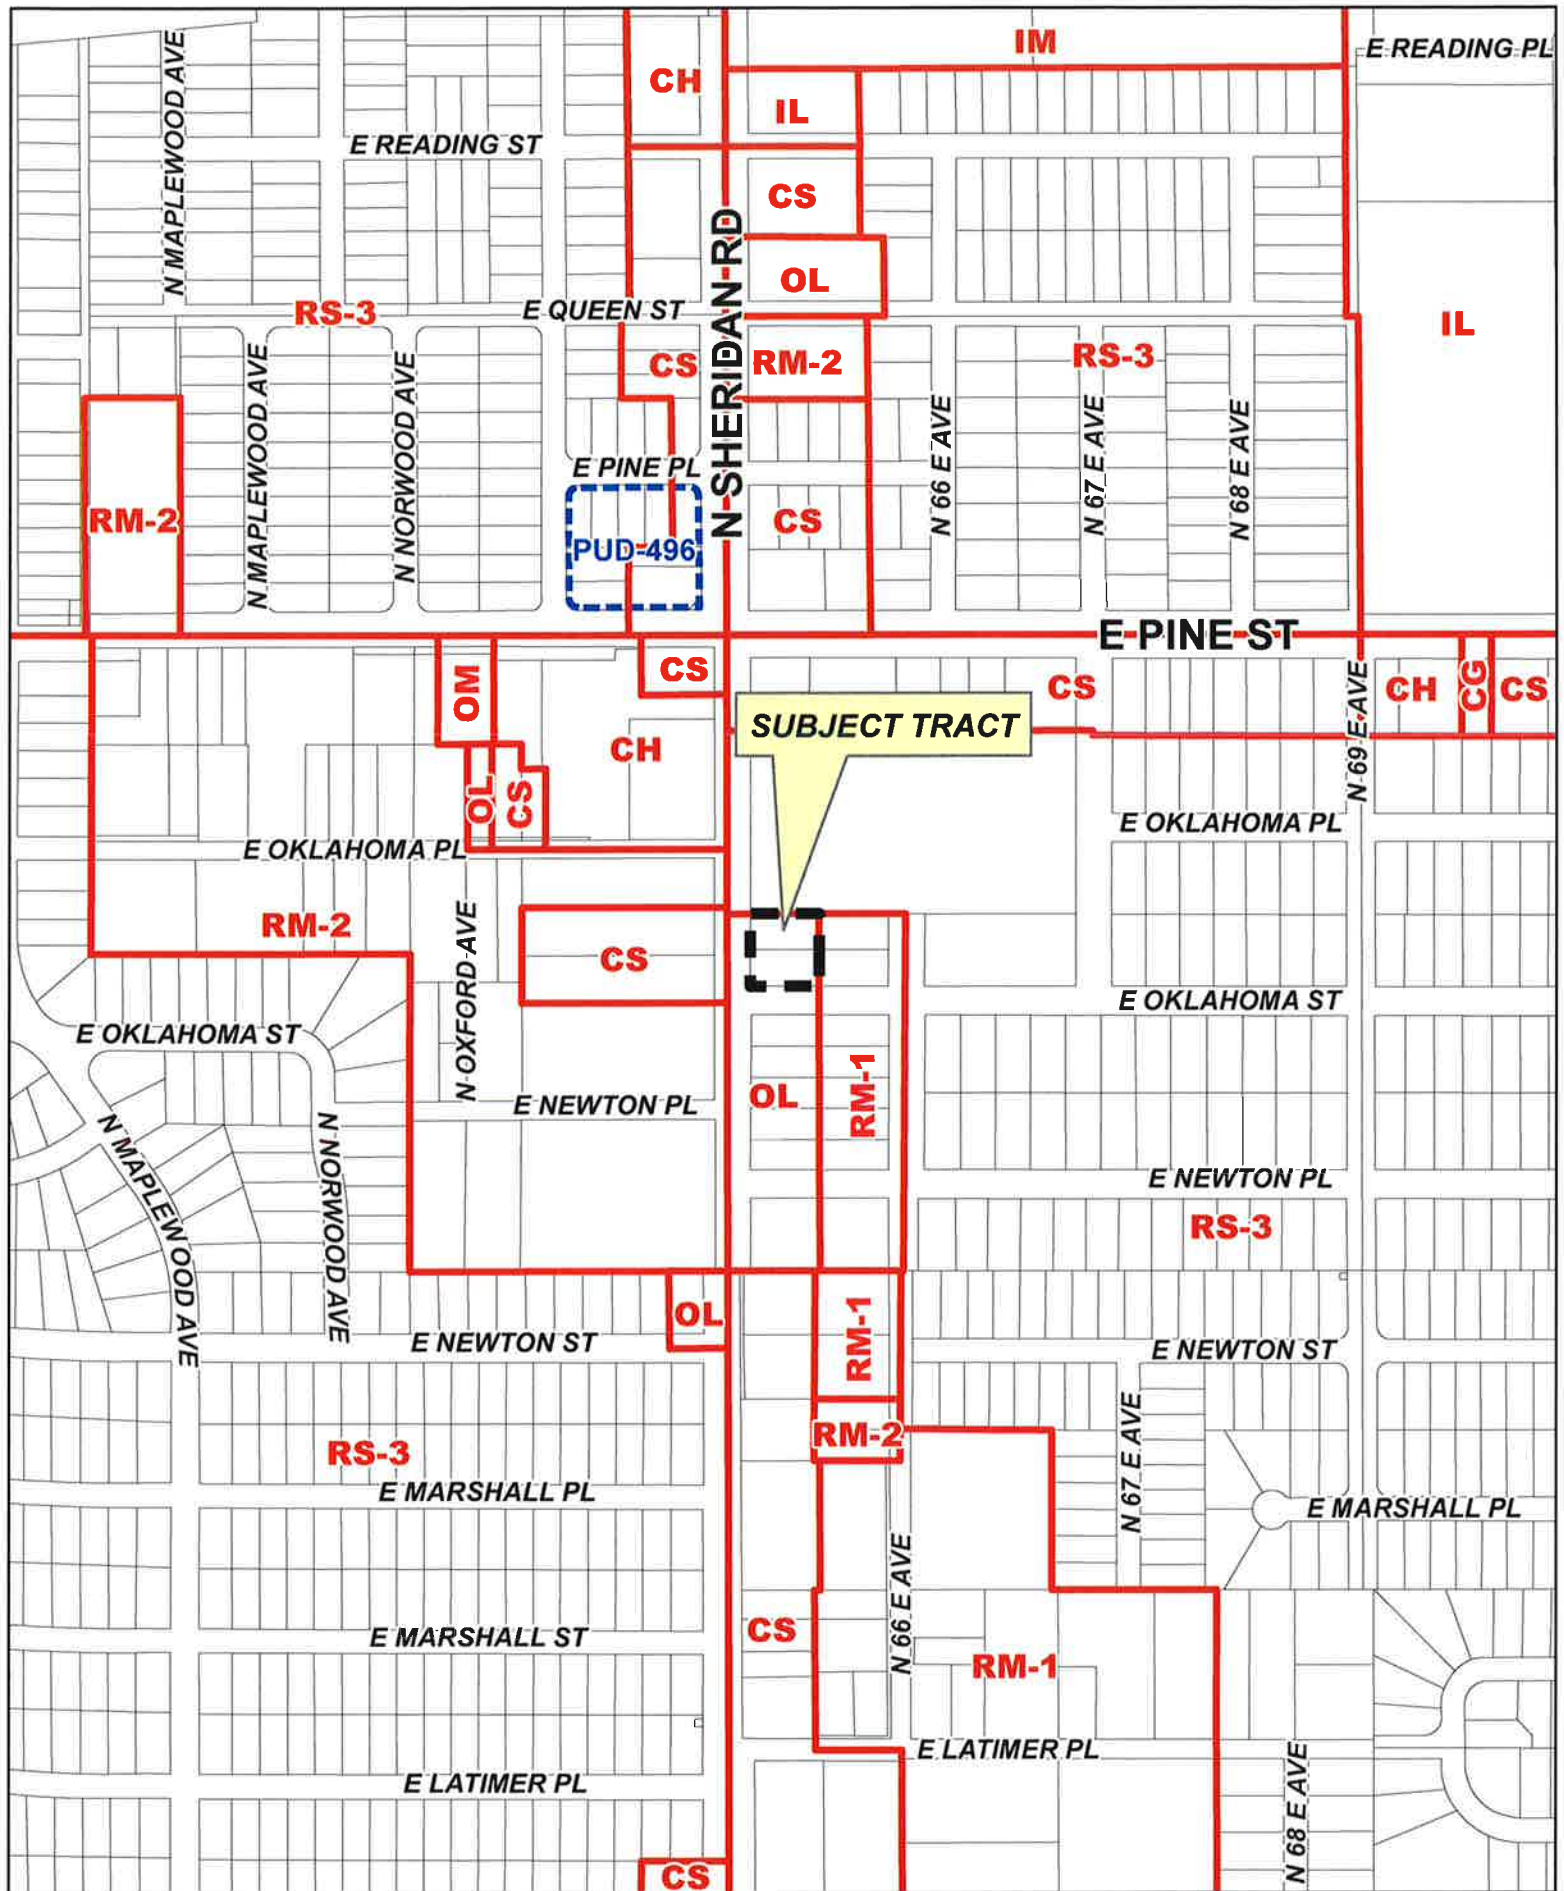 IM
E READING PL
N MAPLEWOOD AVE
CH
IL
E READING ST
CS
N SHERIDAN RD
OL
RS-3
E QUEEN ST
IL
CS
RM-2
RS-3
N MAPLEWOOD AVE
N NORWOOD AVE
N 66 E AVE
N 67 E AVE
N 68 E AVE
E PINE PL
RM-2
CS
PUD-496
E PINE ST
OM
CS
CS
CH
CG
CS
SUBJECT TRACT
CH
N 69 E AVE
OL
CS
E OKLAHOMA PL
E OKLAHOMA PL
RM-2
N OXFORD AVE
CS
E OKLAHOMA ST
E OKLAHOMA ST
OL
RM-1
E NEWTON PL
N MAPLEWOOD AVE
N NORWOOD AVE
E NEWTON PL
RS-3
OL
RM-1
E NEWTON ST
E NEWTON ST
RM-2
N 67 E AVE
RS-3
E MARSHALL PL
E MARSHALL PL
N 66 E AVE
CS
E MARSHALL ST
RM-1
E LATIMER PL
E LATIMER PL
N 68 E AVE
CS